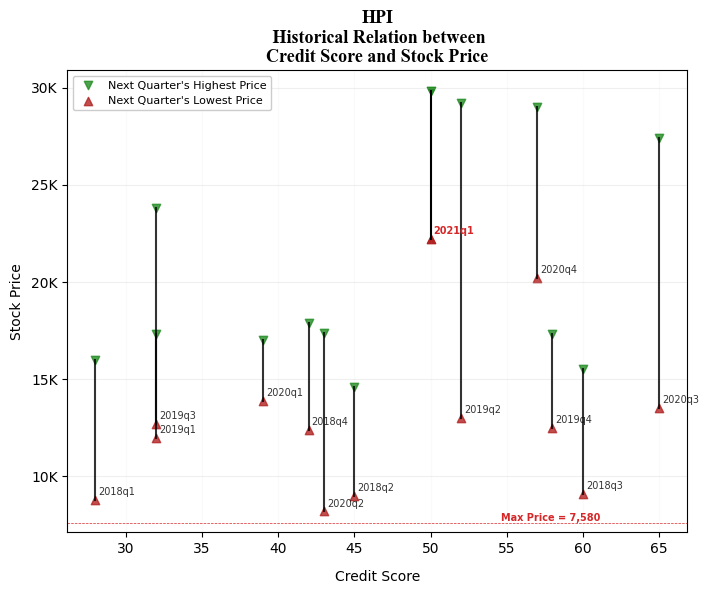 HPI
Historical Relation between
Credit Score and Stock Price
Next Quarter's Highest Price
Next Quarter's Lowest Price
30K
25K
20K
15K
10K
Stock Price
2021q1
2020q4
2020q1
2018q4
2019q3
2019q1
2019q2
2019q4
2020q3
2018q1
2018q2
2018q3
2020q2
Max Price = 7,580
30
35
40
45
50
55
60
65
Credit Score